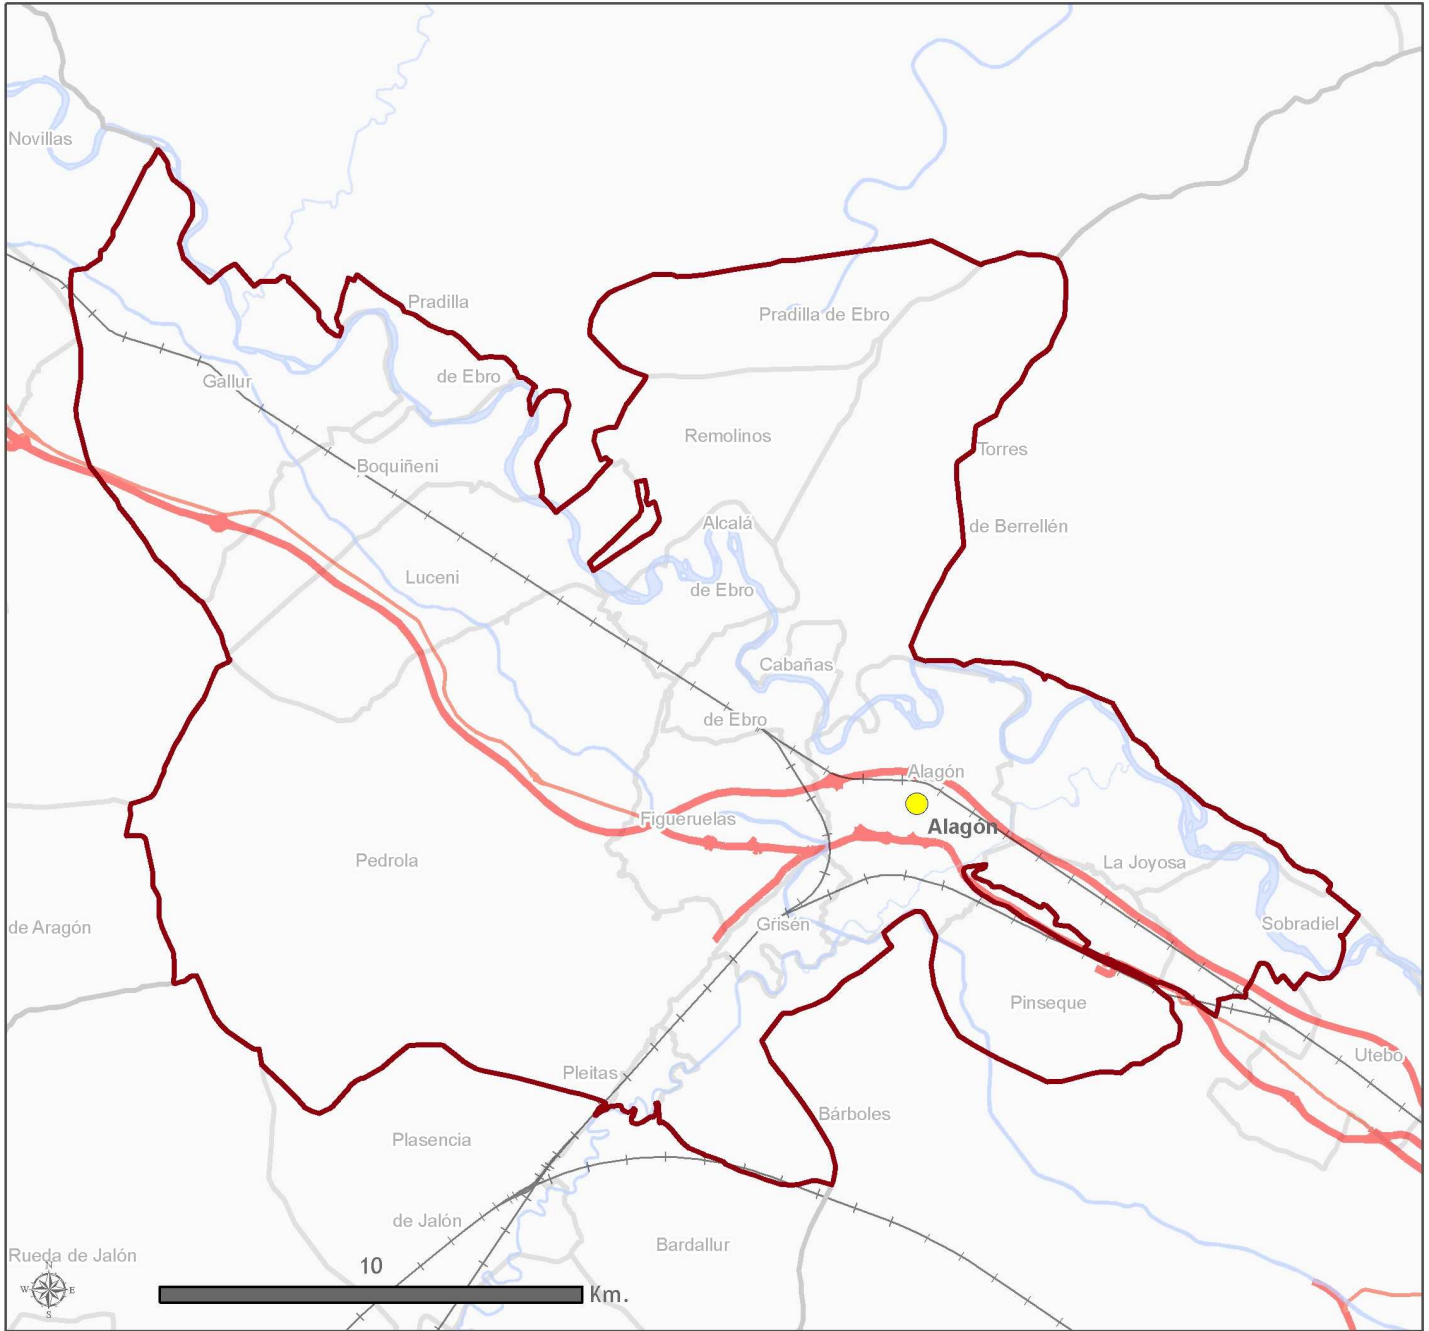 Novillas
Pradilla
Pradilla de Ebro
Gallur
de Ebro
Remolinos
Torres
Boquiñeni
Alcalá
de Berrellén
Luceni
de Ebro
Cabañas
de Ebro
Alagón
Figueruelas
Alagón
Pedrola
La Joyosa
de Aragón
Grisén
Sobradiel
Pinseque
Utebo
Pleitas
Bárboles
Plasencia
de Jalón
Bardallur
Rueda de Jalón
N
W E
S
10
Km.